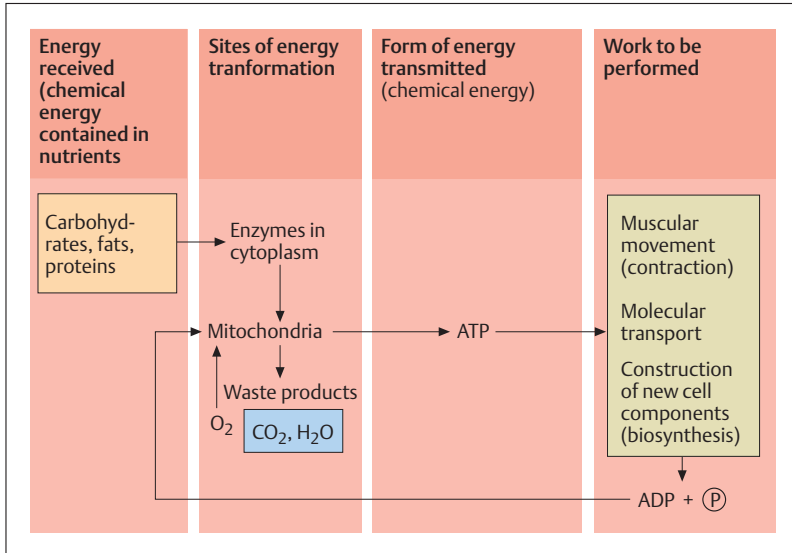 Energy
received
(chemical
energy
contained in
nutrients
Sites of energy
tranformation
Form of energy
transmitted
(chemical energy)
Work to be
performed
Carbohyd-
rates, fats,
proteins
Enzymes in
cytoplasm
Mitochondria
Waste products
O₂
CO₂, H₂O
ATP
Muscular
movement
(contraction)
Molecular
transport
Construction
of new cell
components
(biosynthesis)
ADP + Ⓟ